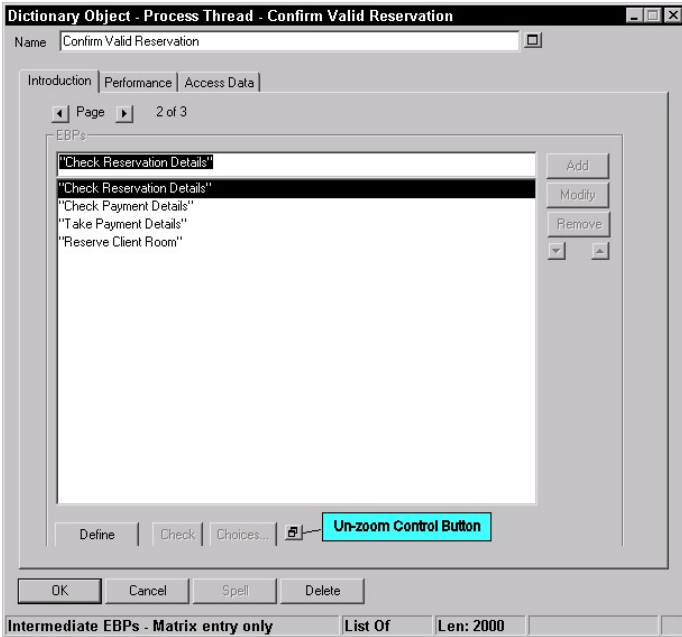 Dictionary Object - Process Thread - Confirm Valid Reservation
Name Confirm Valid Reservation
Introduction Performance Access Data
Page 2 of 3
EBPs
"Check Reservation Details"
Add
"Check Reservation Details"
"Check Payment Details"
Modify
"Take Payment Details"
Remove
"Reserve Client Room"
Define Check Choices... Un-zoom Control Button
OK Cancel Spell Delete
Intermediate EBPs - Matrix entry only List Of Len: 2000